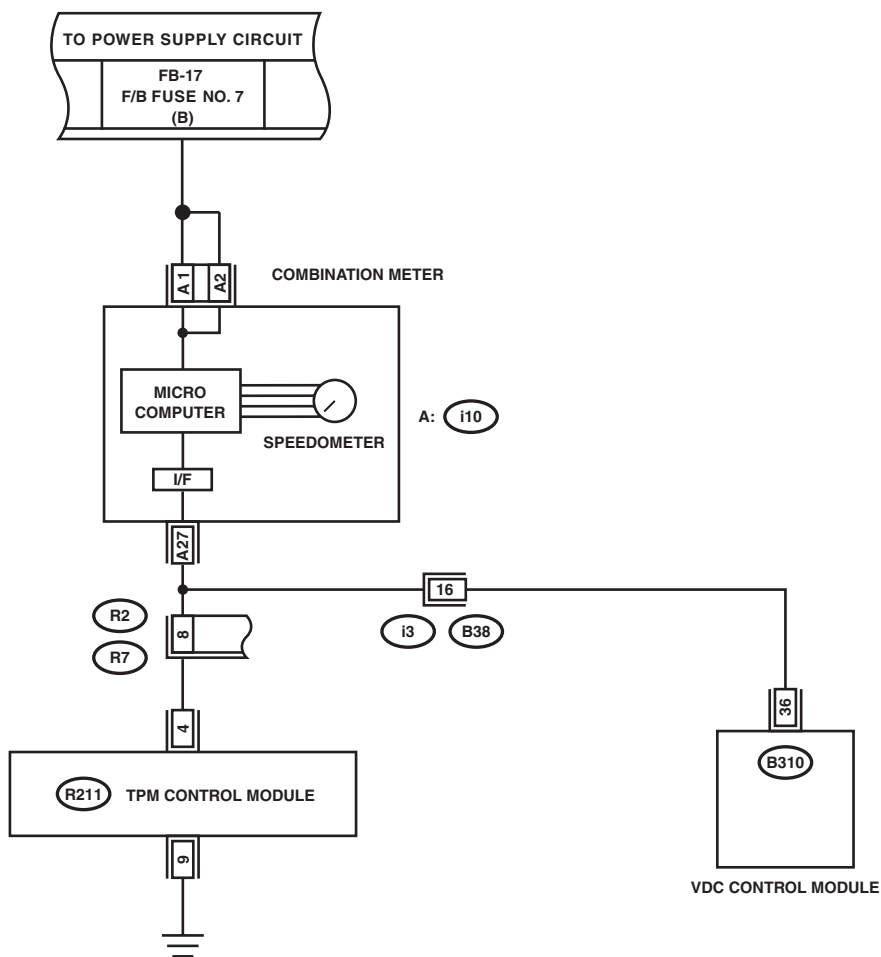 TO POWER SUPPLY CIRCUIT
FB-17
F/B FUSE NO. 7
(B)
A1
A2
COMBINATION METER
MICRO
COMPUTER
SPEEDOMETER
A: i10
I/F
A27
16
R2
8
i3
B38
R7
4
36
B310
R211
TPM CONTROL MODULE
9
VDC CONTROL MODULE